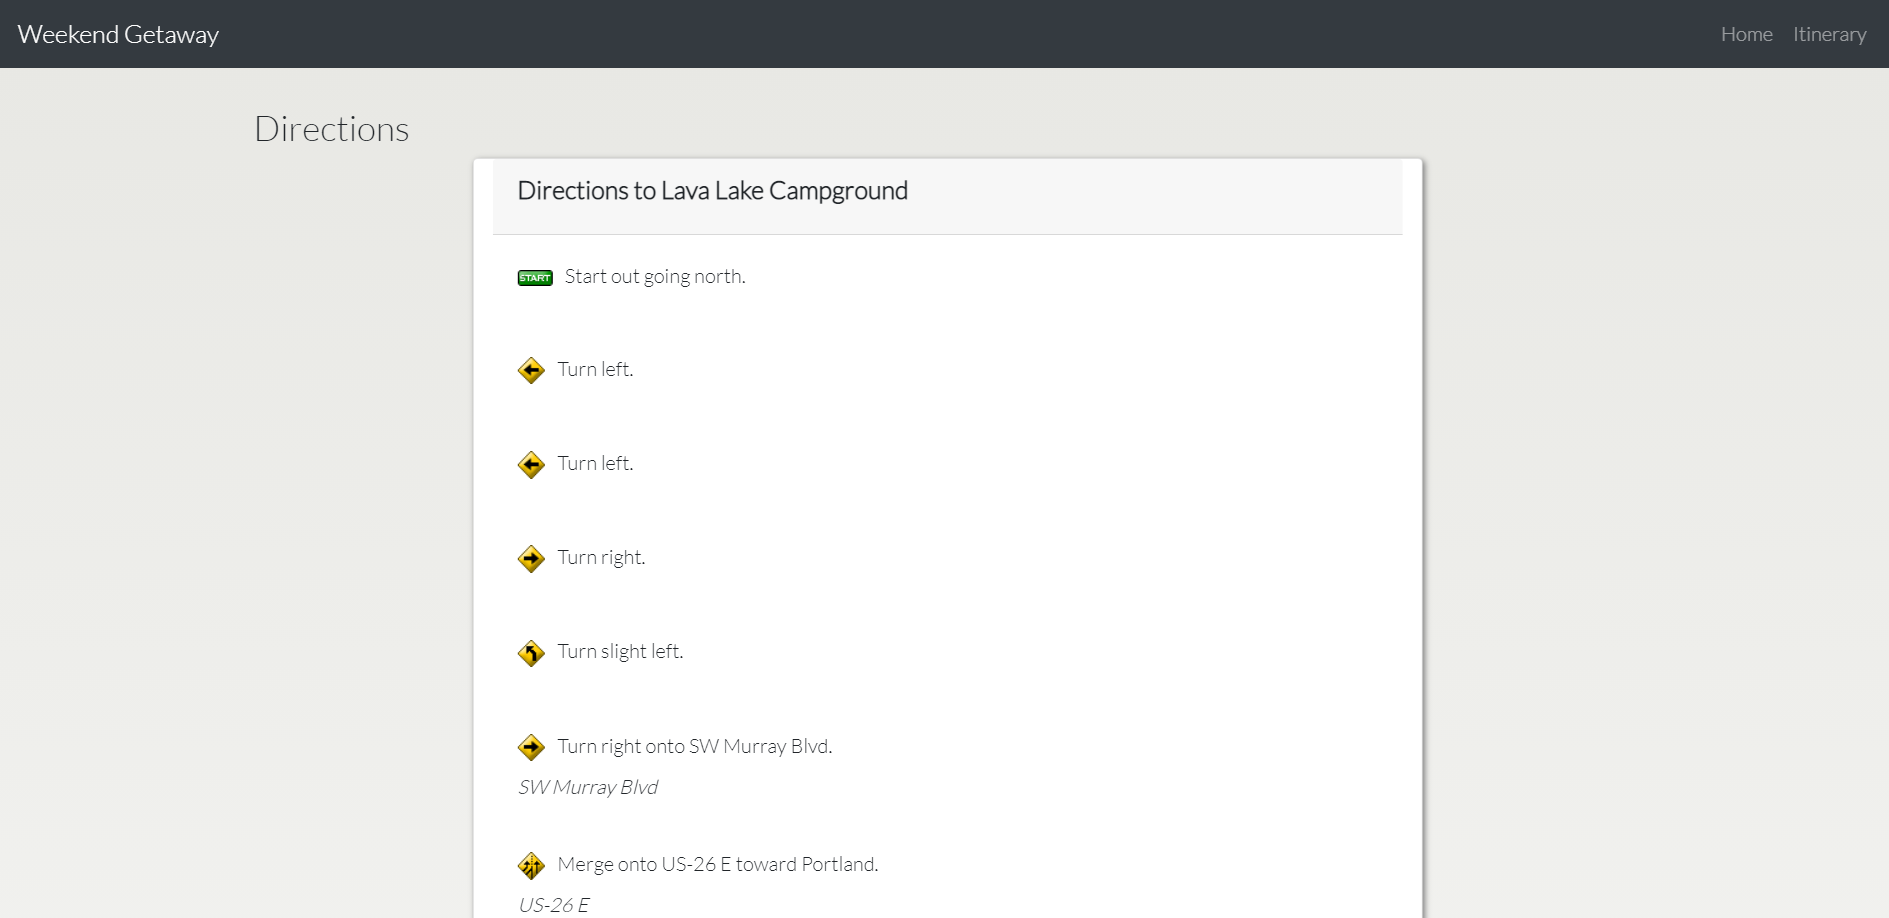 Weekend Getaway
Home Itinerary
Directions
Directions to Lava Lake Campground
START Start out going north.
Turn left.
Turn left.
Turn right.
Turn slight left.
Turn right onto SW Murray Blvd.
SW Murray Blvd
Merge onto US-26 E toward Portland.
US-26 E